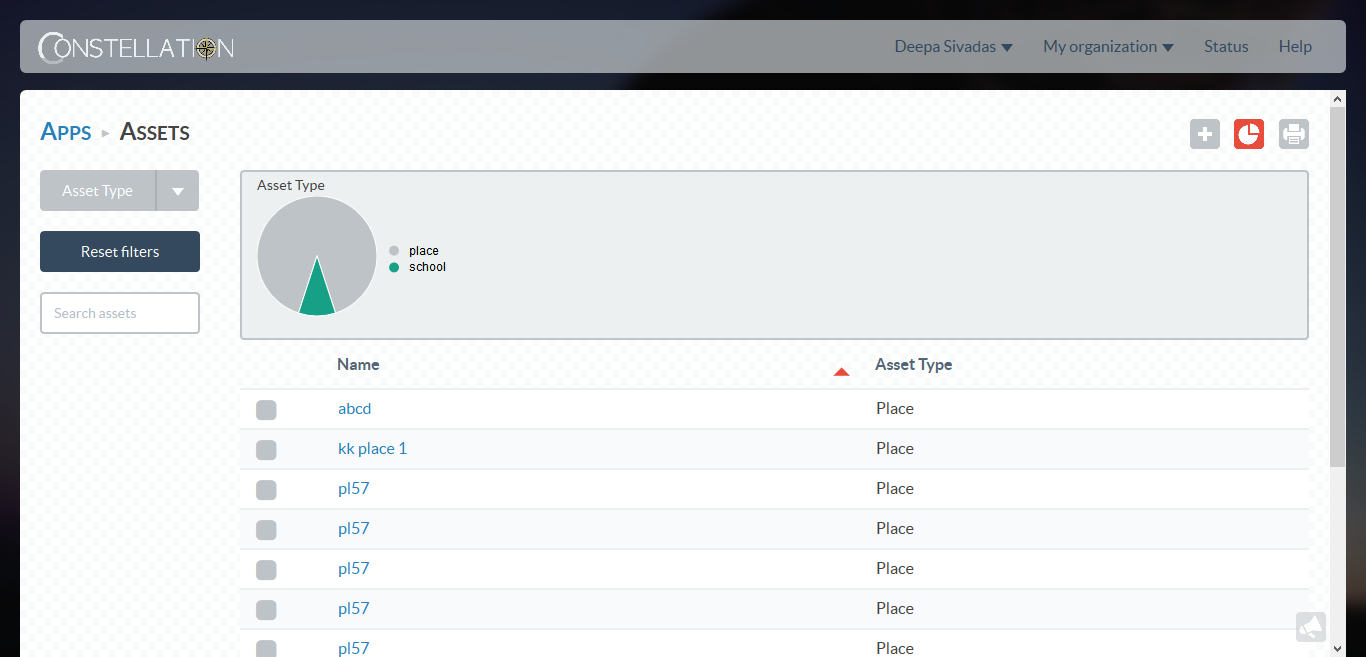 CONSTELLATION
Deepa Sivadas
My organization
Status
Help
APPS ASSETS
Asset Type
Reset filters
Search assets
Asset Type
place
school
Name Asset Type
abcd Place
kk place 1 Place
pl57 Place
pl57 Place
pl57 Place
pl57 Place
pl57 Place